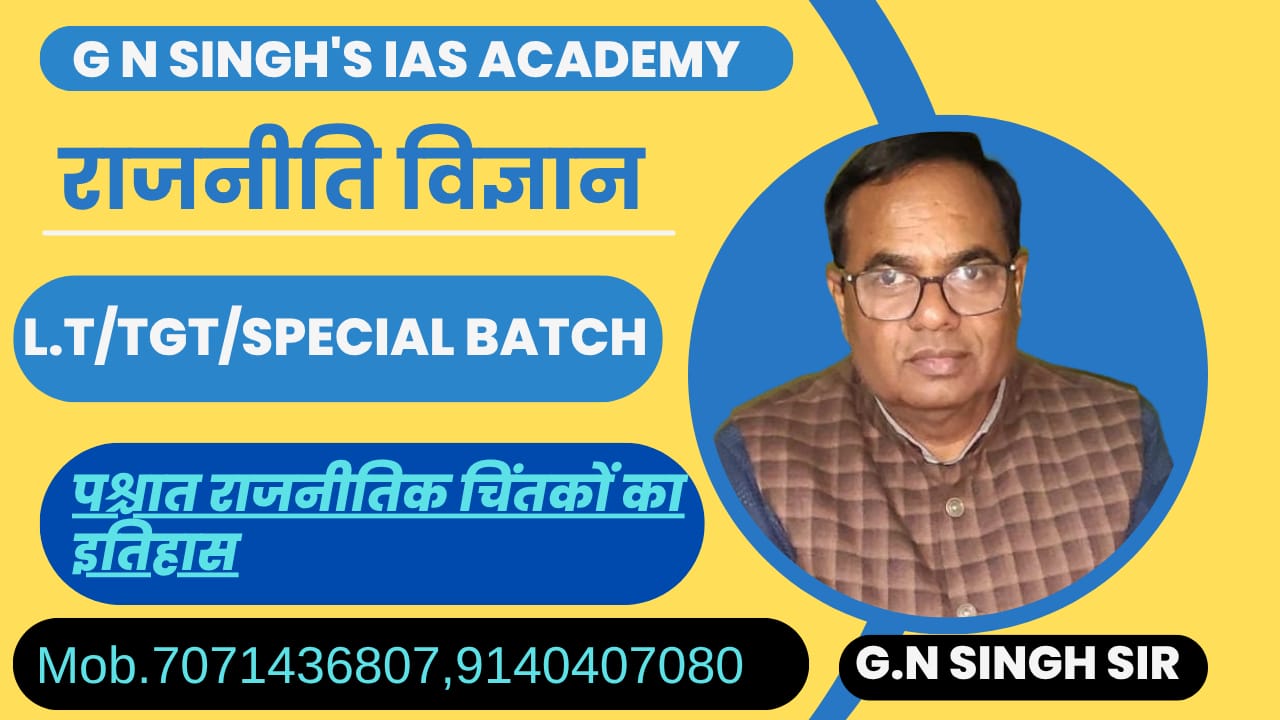 G N SINGH'S IAS ACADEMY
राजनीति विज्ञान
L.T/TGT/SPECIAL BATCH
पश्चात राजनीतिक चिंतकों का
इतिहास
Mob.7071436807,9140407080
G.N SINGH SIR